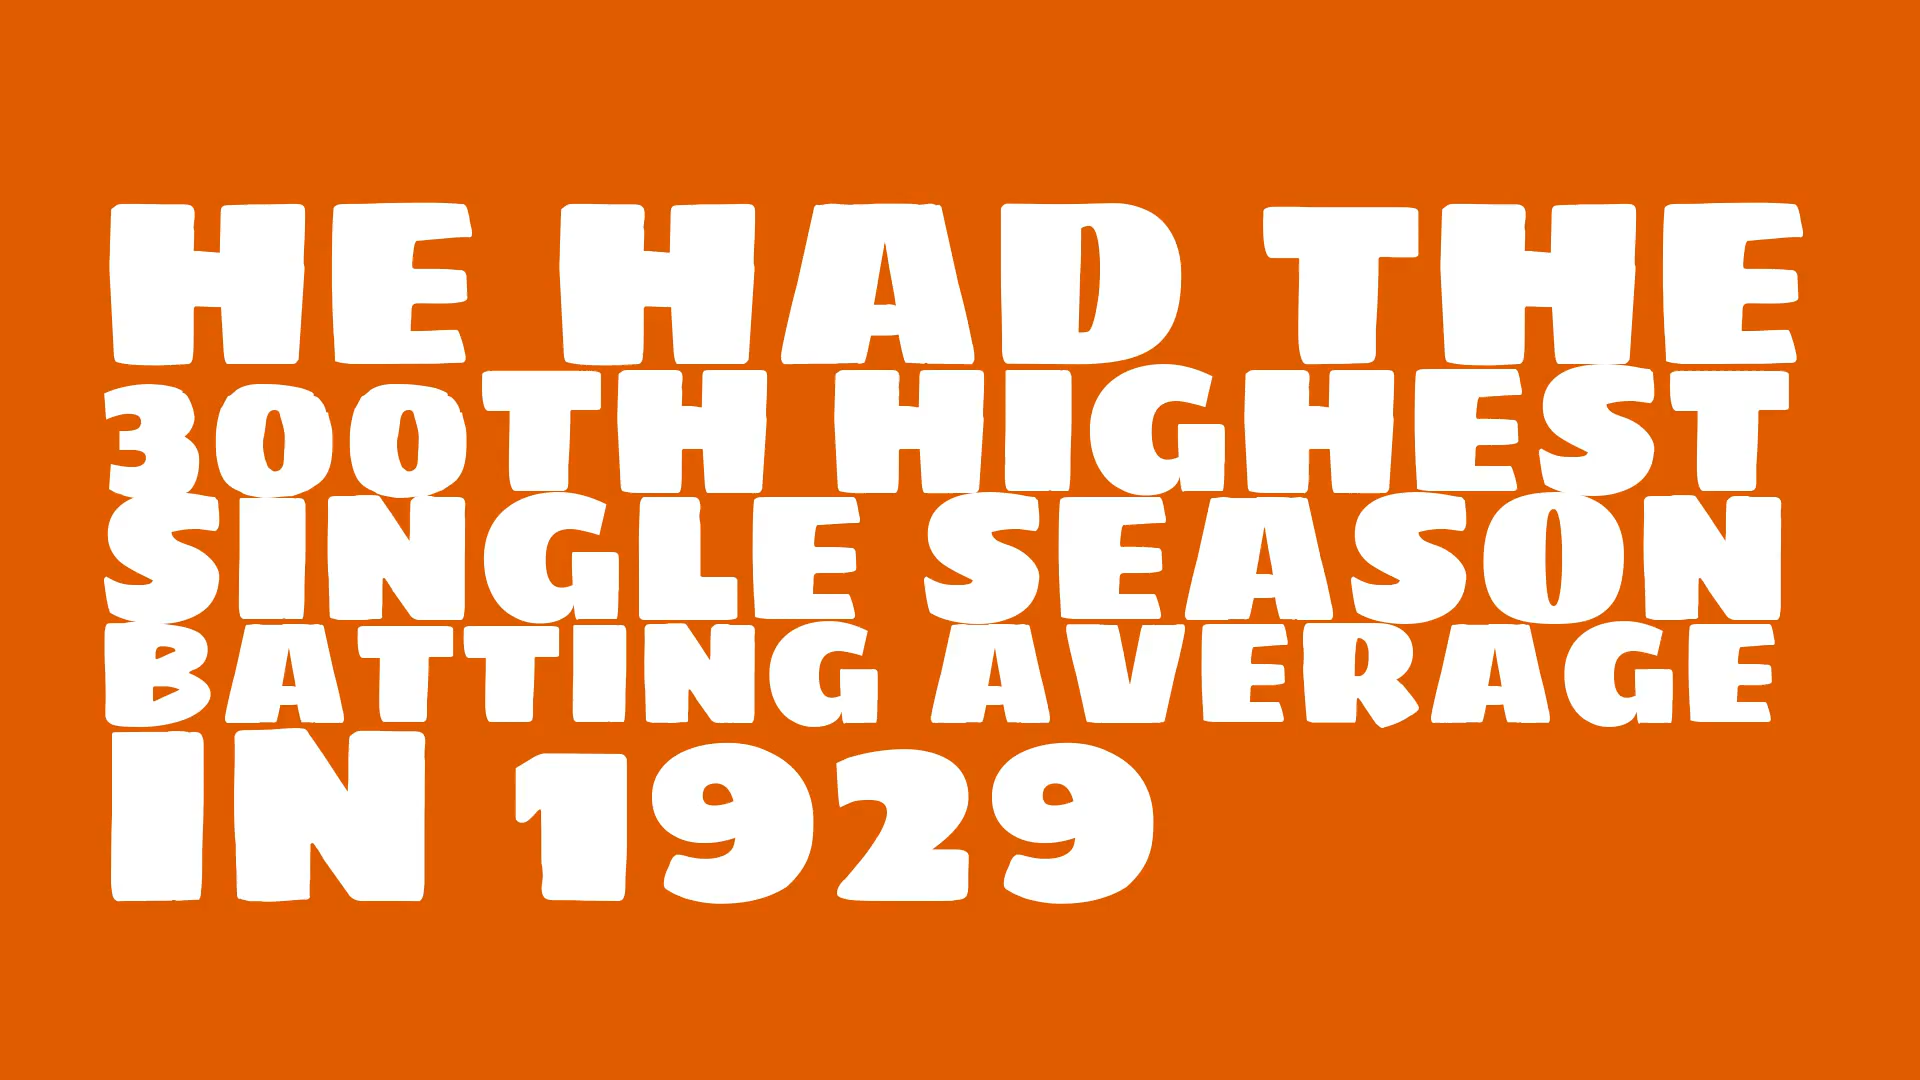 HE HAD THE
300TH HIGHEST
SINGLE SEASON
BATTING AVERAGE
IN 1929